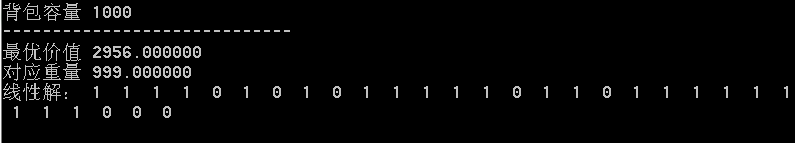 背包容量 1000
-----------------------------
最优价值 2956.000000
对应重量 999.000000
线性解： 1 1 1 1 0 1 0 1 0 1 1 1 1 1 0 1 1 0 1 1 1 1 1 1
1 1 1 0 0 0